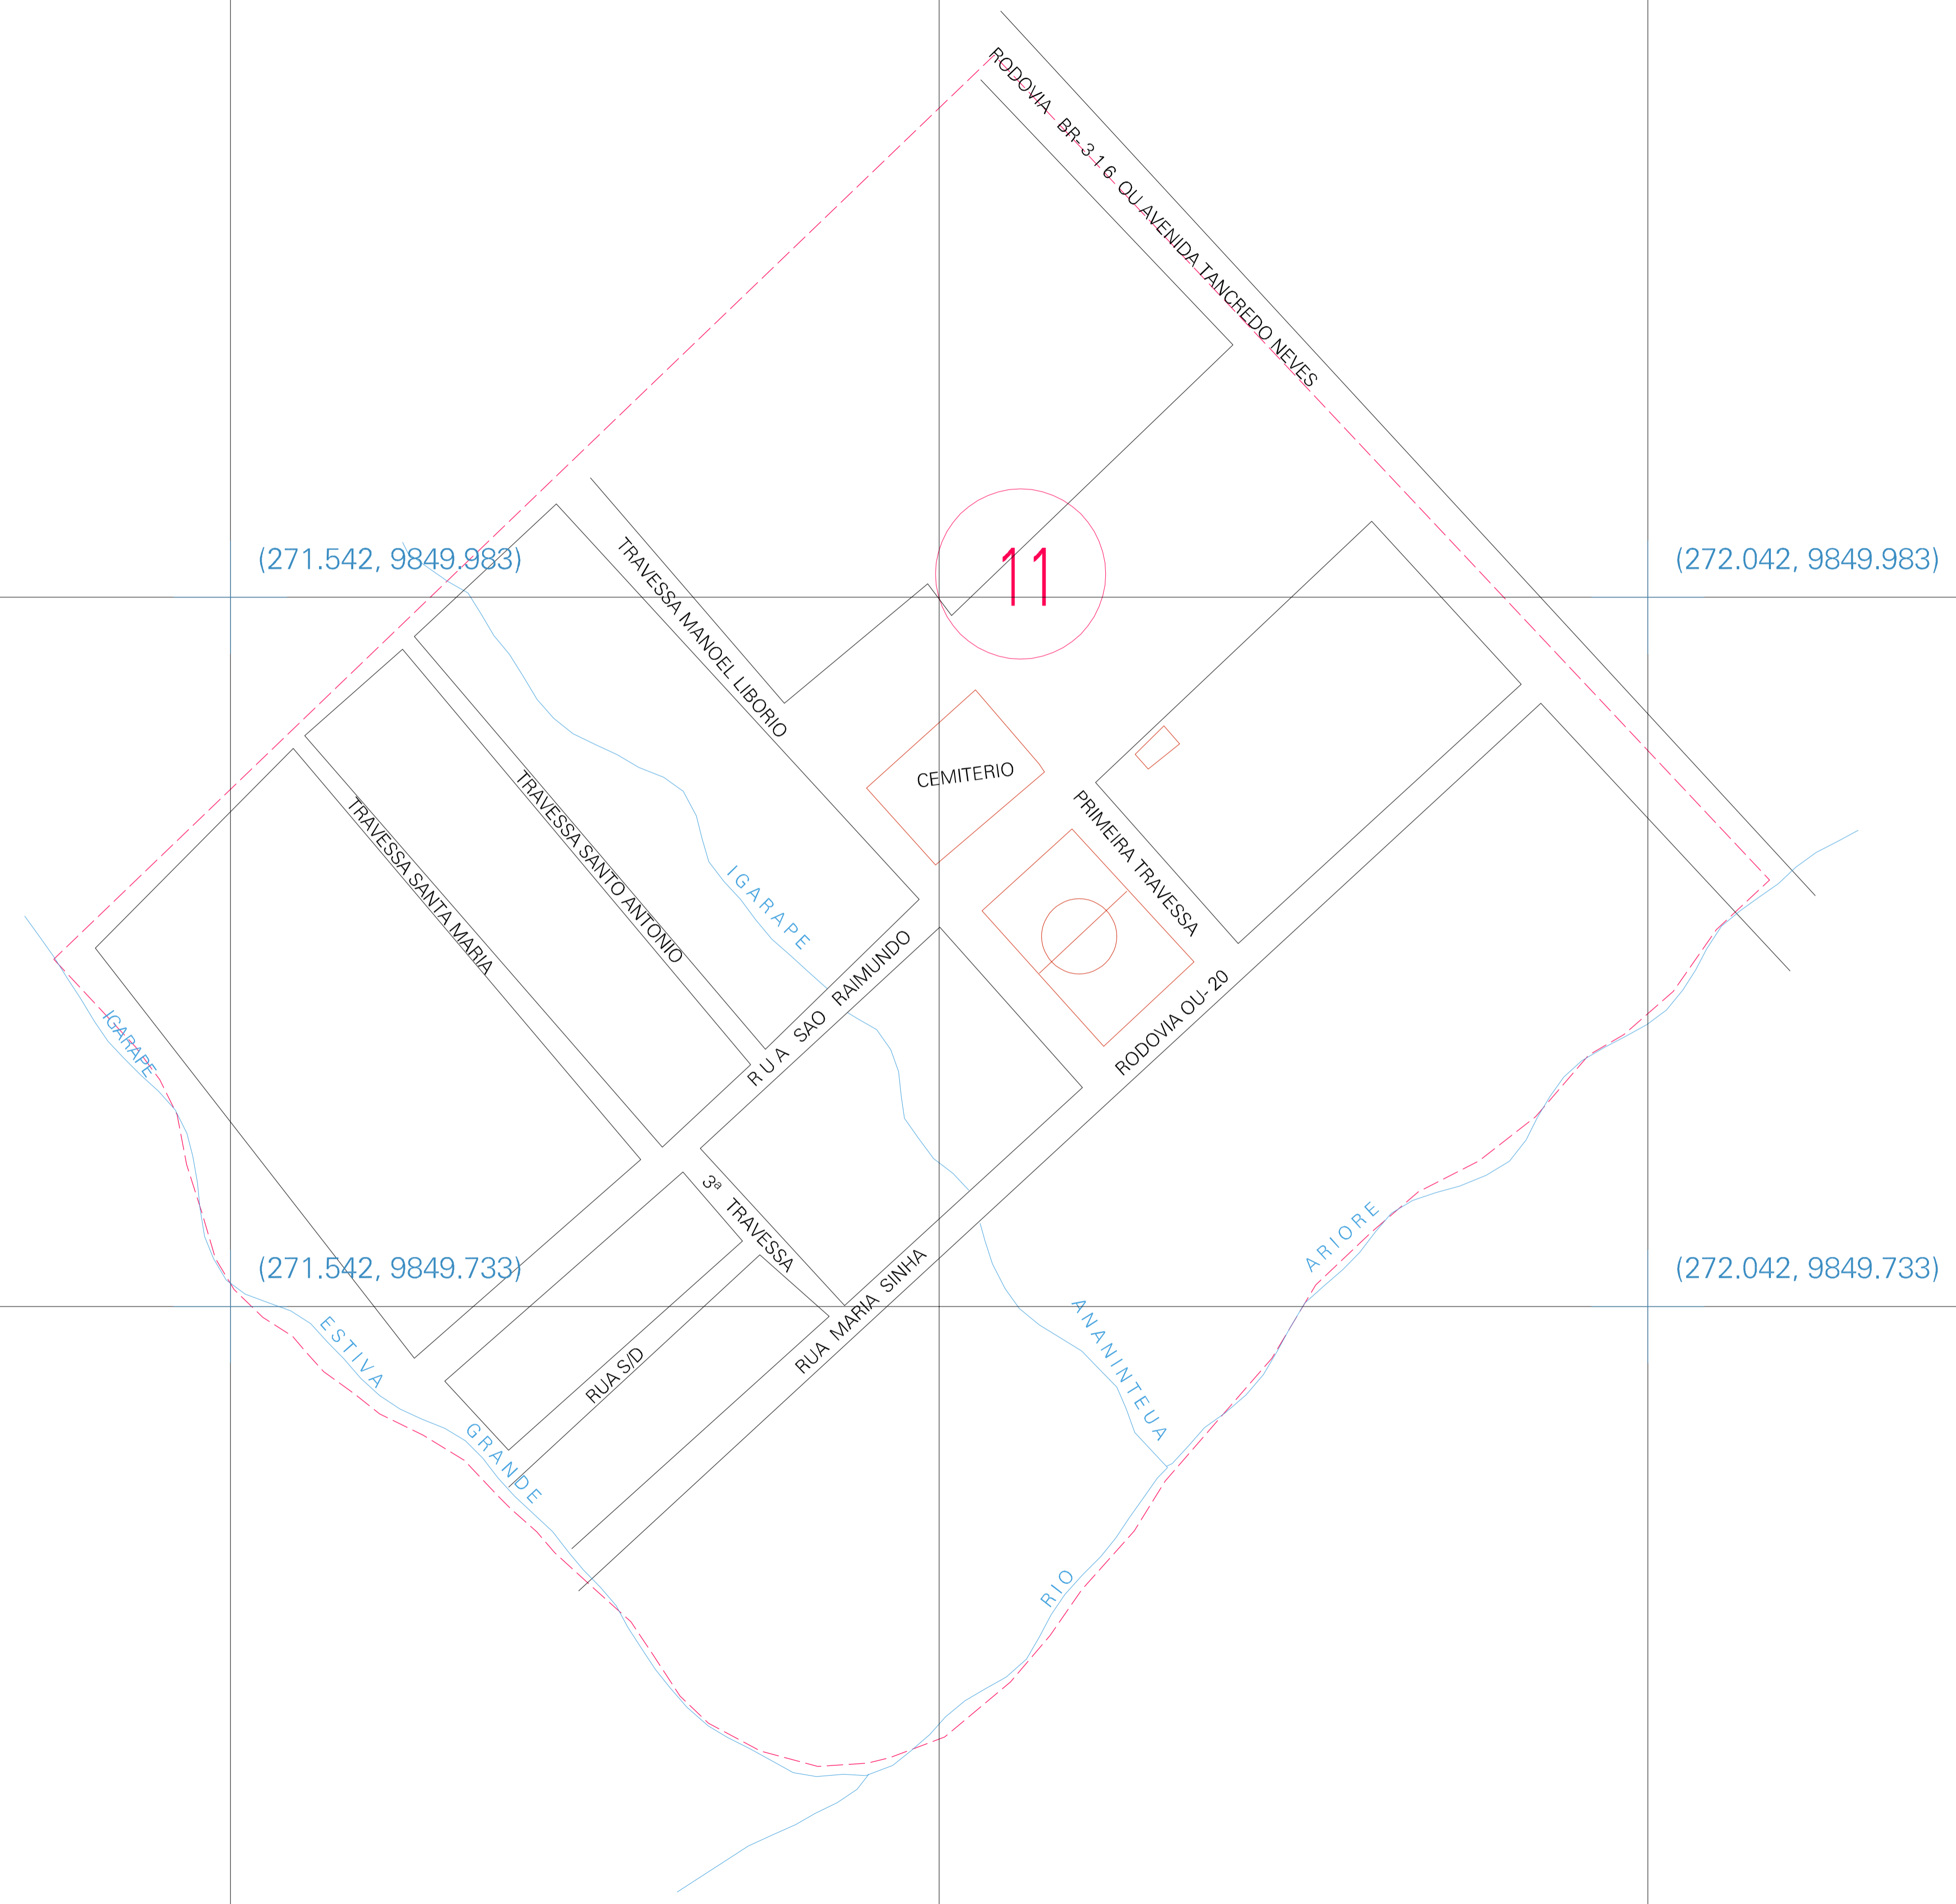 RODOVIA BR-316 OU AVENIDA TANCREDO NEVES
(271.542, 9849.983)
11
(272.042, 9849.983)
TRAVESSA MANOEL LIBORIO
CEMITERIO
TRAVESSA SANTA MARIA
TRAVESSA SANTO ANTONIO
PRIMEIRA TRAVESSA
IGARAPE
RUA SAO RAIMUNDO
RODOVIA OU-20
IGARAPE
3ª TRAVESSA
(271.542, 9849.733)
RUA MARIA SINHA
ARIORE
(272.042, 9849.733)
ESTIVA
RUA S/D
ANANINTEUA
GRANDE
RIO